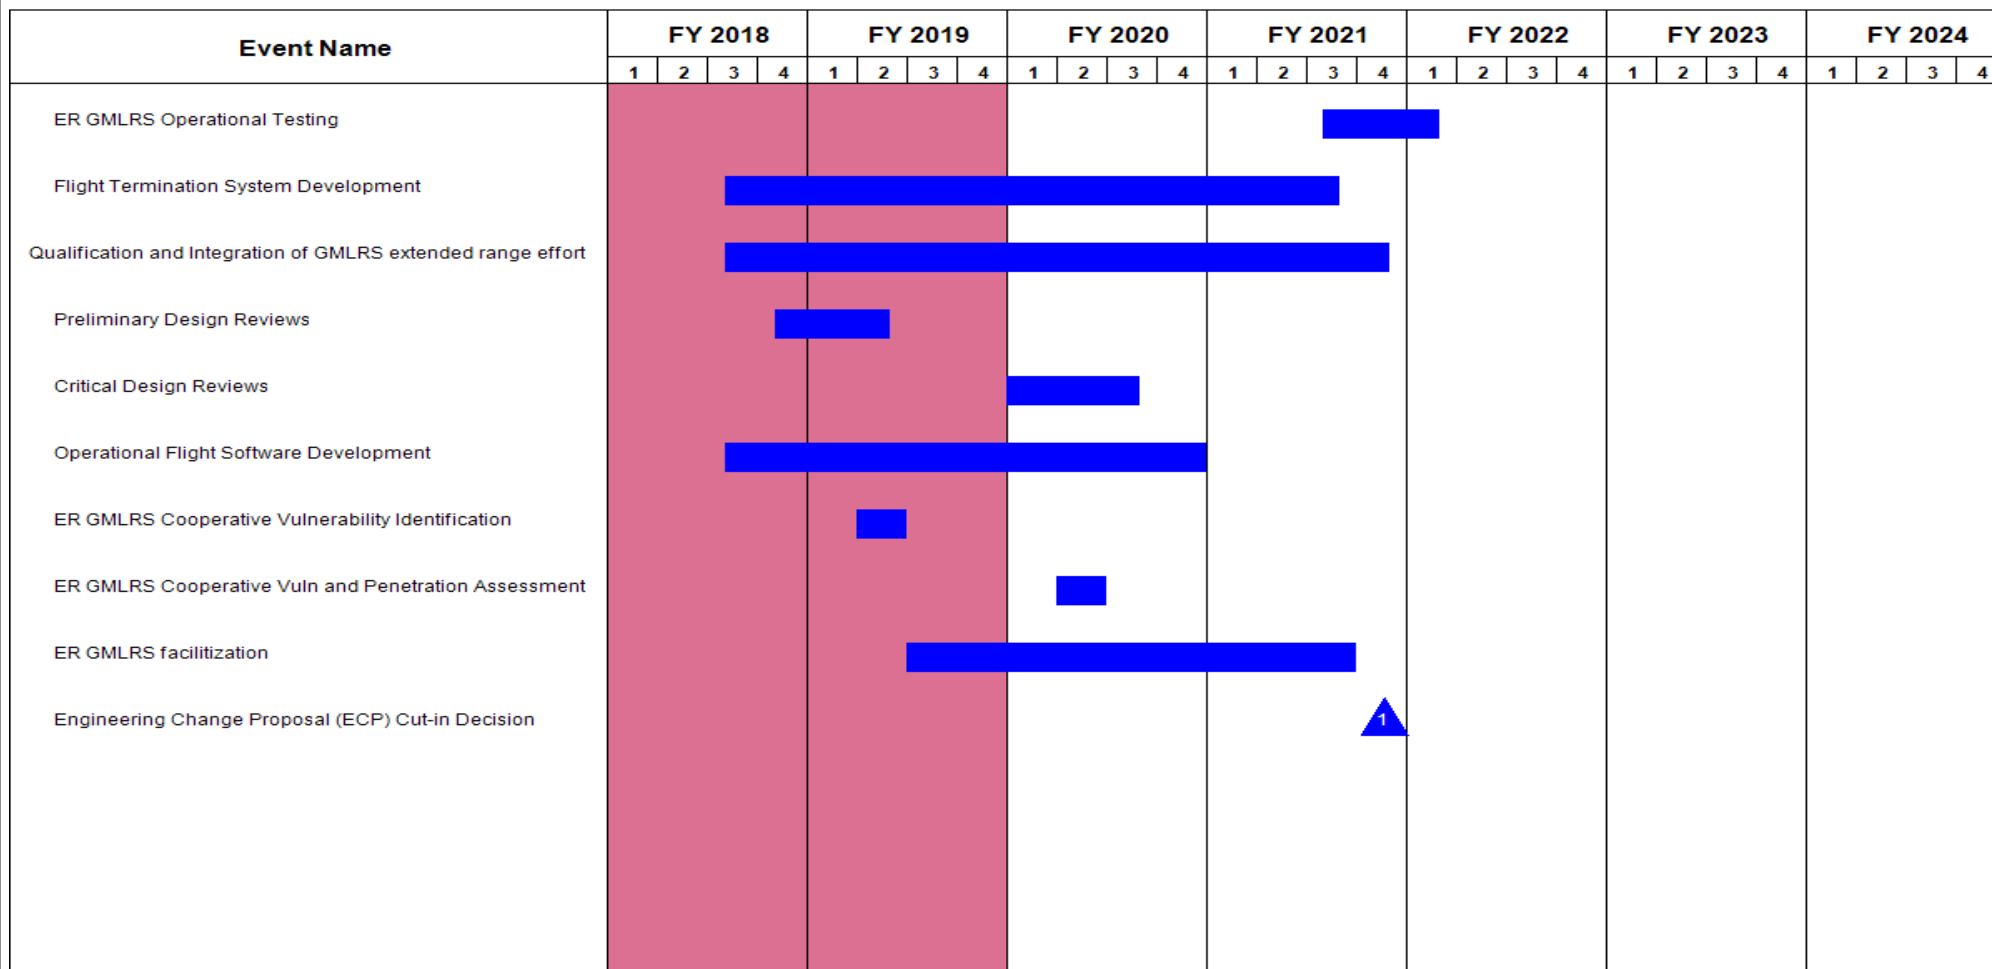 Event Name
FY 2018 FY 2019 FY 2020 FY 2021 FY 2022 FY 2023 FY 2024
1 2 3 4 1 2 3 4 1 2 3 4 1 2 3 4 1 2 3 4 1 2 3 4 1 2 3 4
ER GMLRS Operational Testing
Flight Termination System Development
Qualification and Integration of GMLRS extended range effort
Preliminary Design Reviews
Critical Design Reviews
Operational Flight Software Development
ER GMLRS Cooperative Vulnerability Identification
ER GMLRS Cooperative Vuln and Penetration Assessment
ER GMLRS facilitization
Engineering Change Proposal (ECP) Cut-in Decision
1